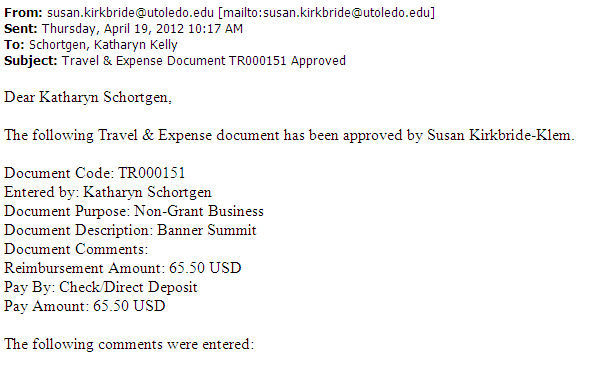 From: susan.kirkbride@utoledo.edu [mailto:susan.kirkbride@utoledo.edu]
Sent: Thursday, April 19, 2012 10:17 AM
To: Schortgen, Katharyn Kelly
Subject: Travel & Expense Document TR000151 Approved
Dear Katharyn Schortgen,
The following Travel & Expense document has been approved by Susan Kirkbride-Klem.
Document Code: TR000151
Entered by: Katharyn Schortgen
Document Purpose: Non-Grant Business
Document Description: Banner Summit
Document Comments:
Reimbursement Amount: 65.50 USD
Pay By: Check/Direct Deposit
Pay Amount: 65.50 USD
The following comments were entered: